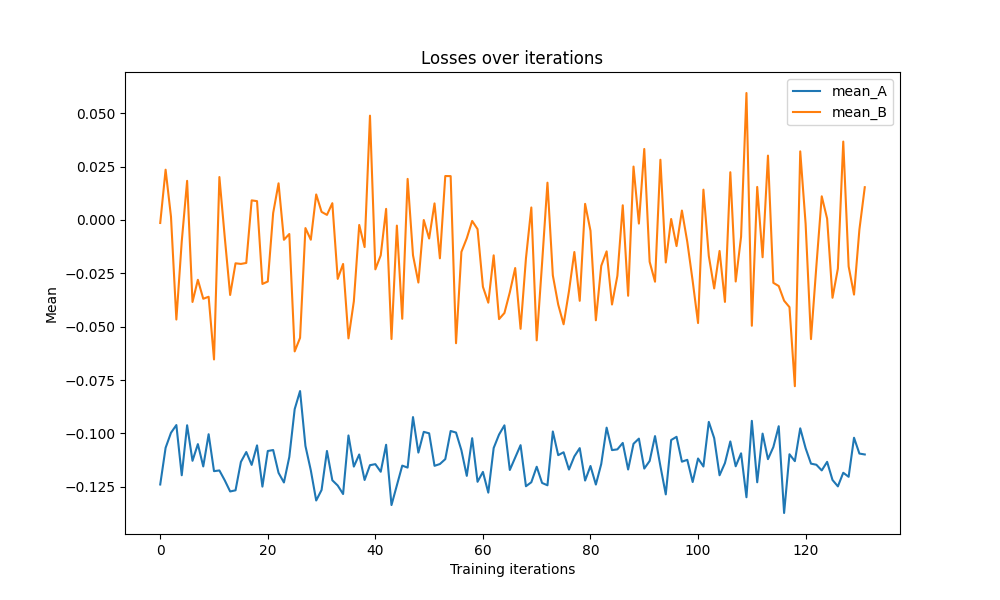 Losses over iterations
mean_A
mean_B
0.050
0.025
0.000
−0.025
−0.050
−0.075
−0.100
−0.125
Mean
0 20 40 60 80 100 120
Training iterations